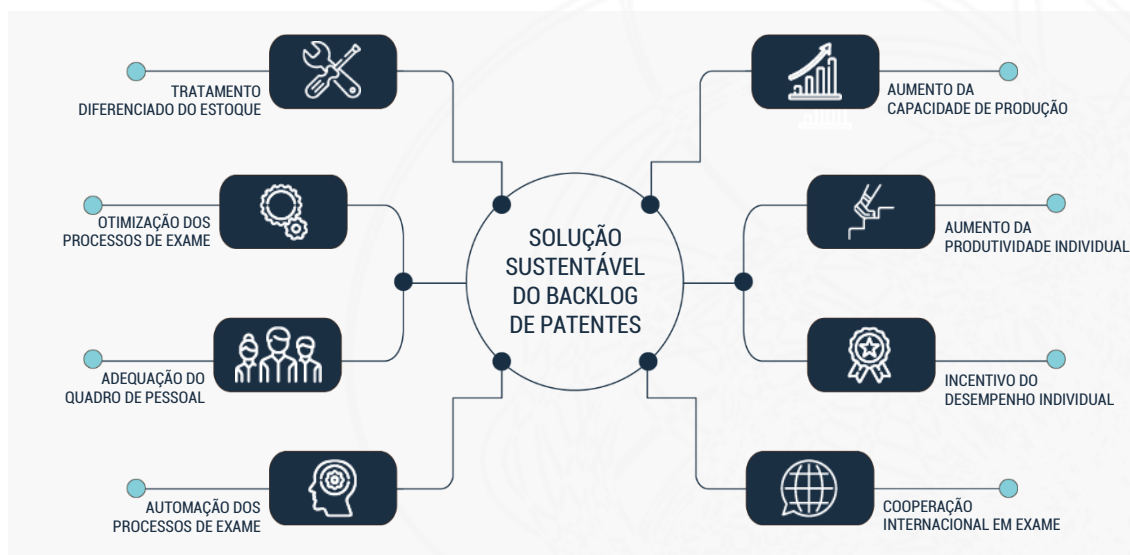 TRATAMENTO
DIFERENCIADO DO ESTOQUE
OTIMIZAÇÃO DOS
PROCESSOS DE EXAME
ADEQUAÇÃO DO
QUADRO DE PESSOAL
AUTOMAÇÃO DOS
PROCESSOS DE EXAME
SOLUÇÃO
SUSTENTÁVEL
DO BACKLOG
DE PATENTES
AUMENTO DA
CAPACIDADE DE PRODUÇÃO
AUMENTO DA
PRODUTIVIDADE INDIVIDUAL
INCENTIVO DO
DESEMPENHO INDIVIDUAL
COOPERAÇÃO
INTERNACIONAL EM EXAME